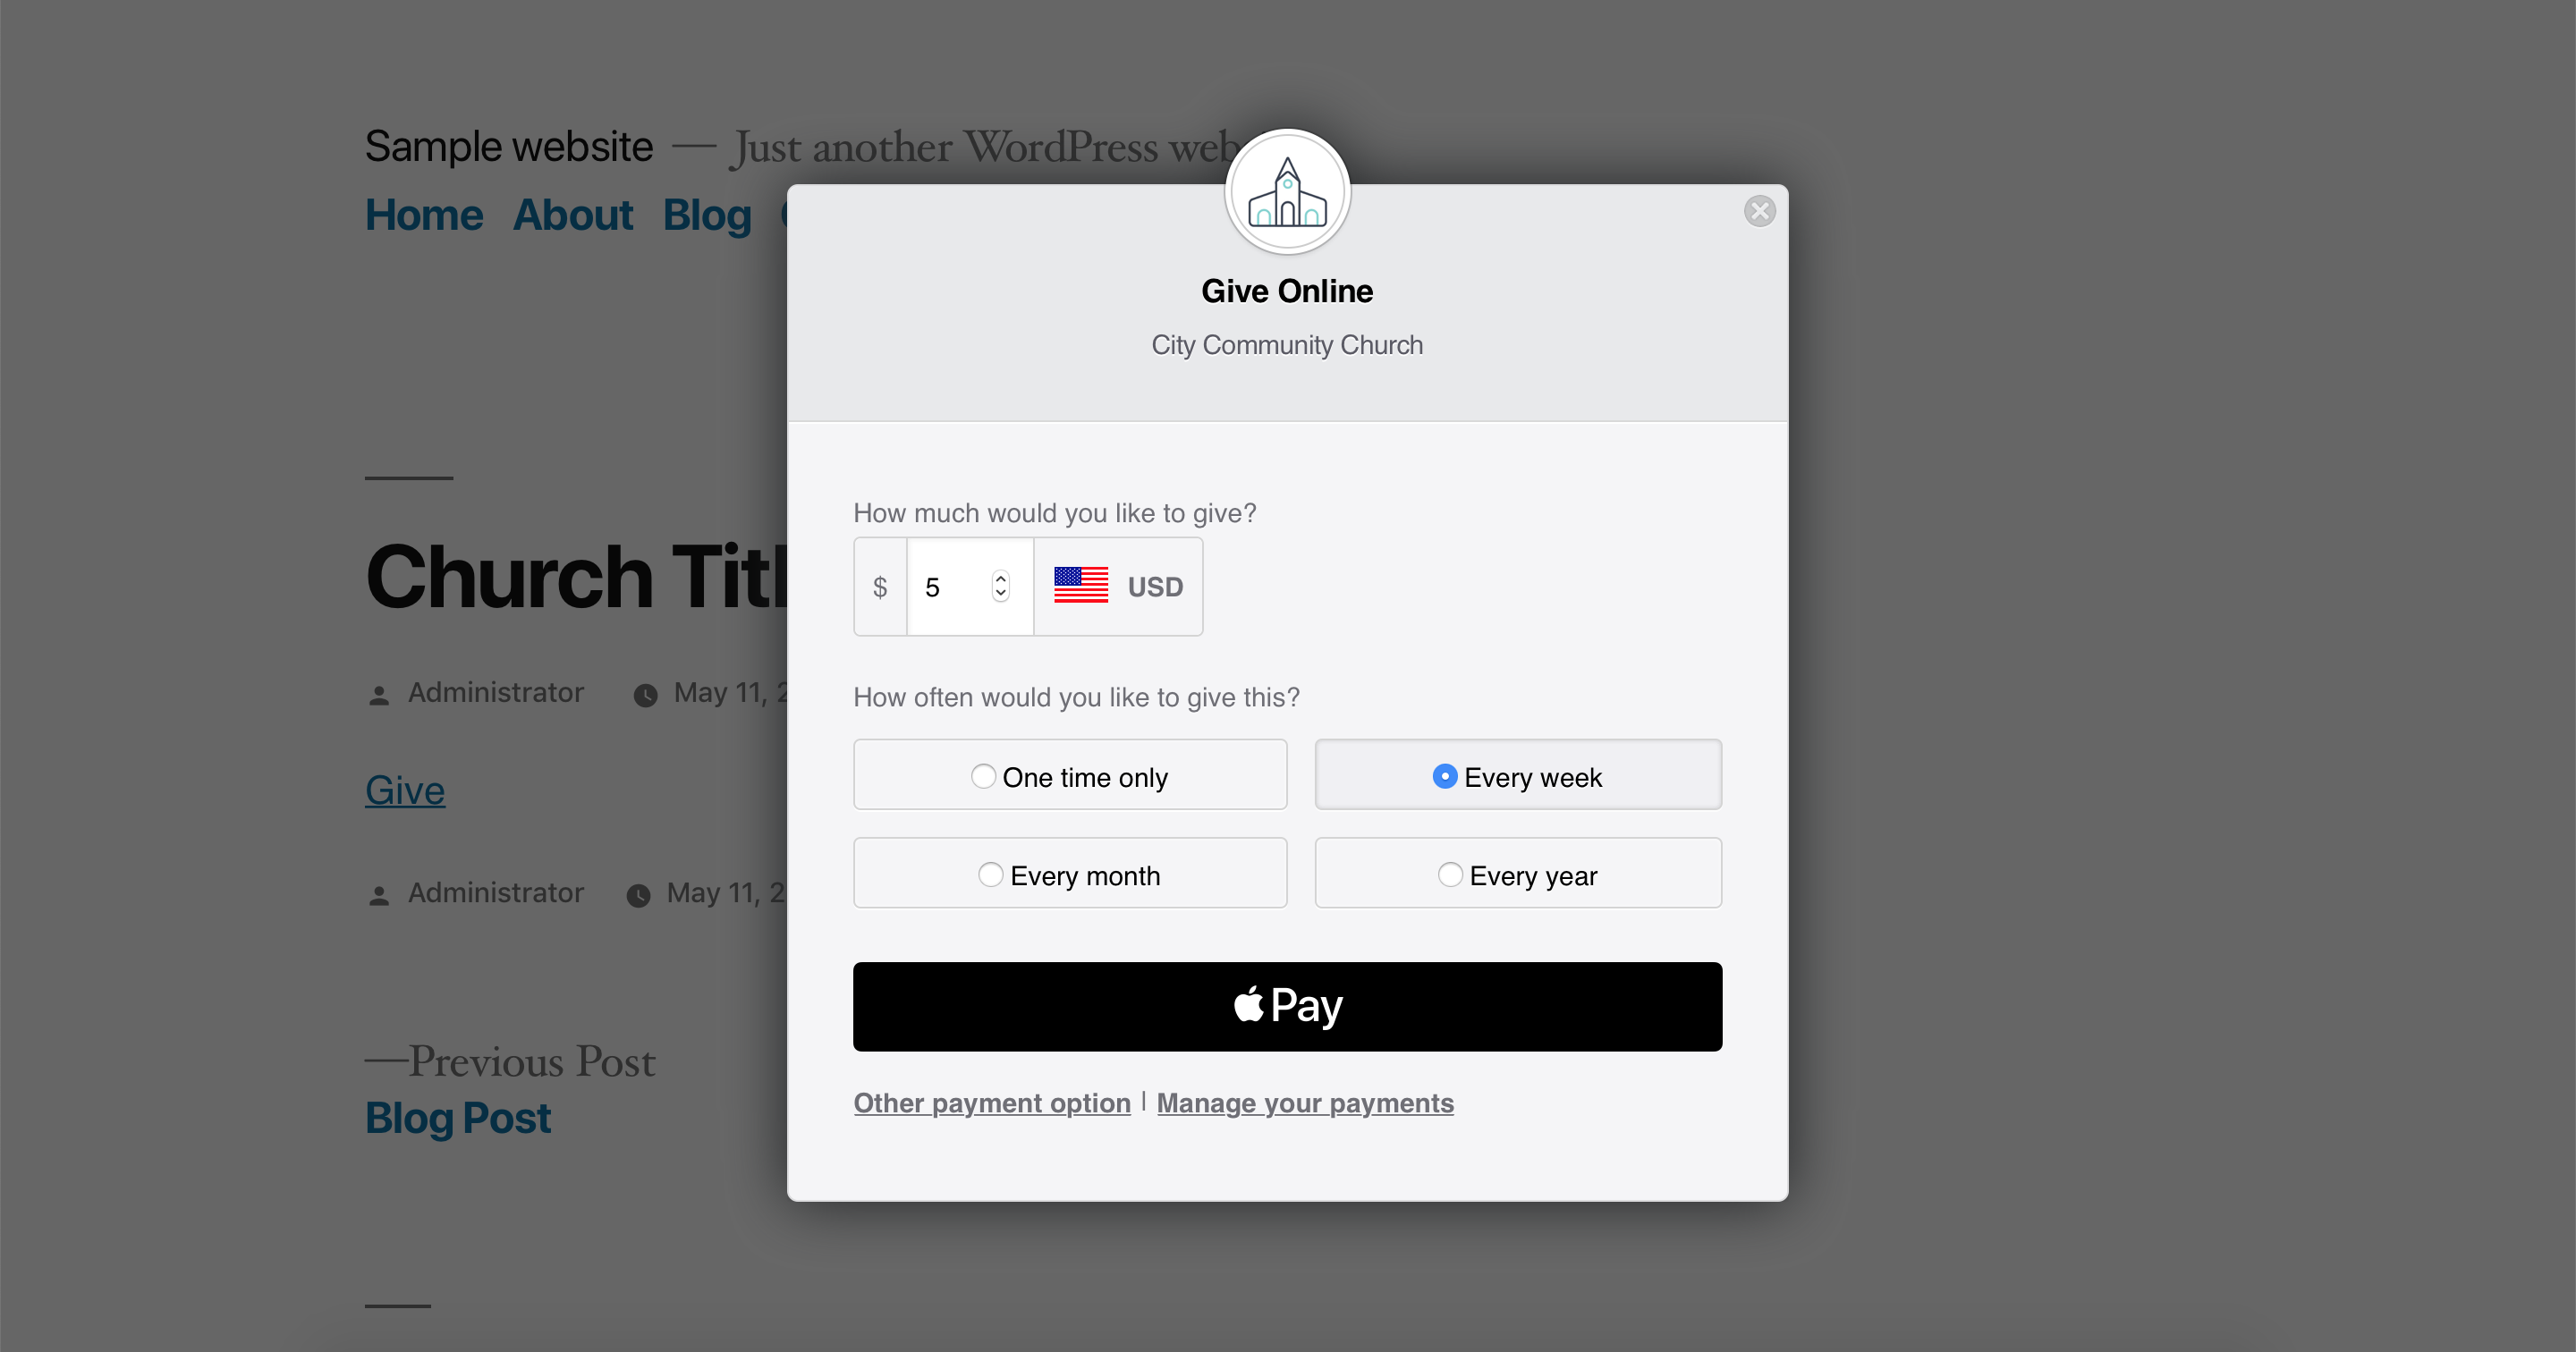 Sample website — Just another WordPress web
Home About Blog
Give Online
City Community Church
Church
How much would you like to give?
$ 5 USD
How often would you like to give this?
Administrator May 11,
One time only Every week
Give
Every month Every year
Administrator May 11,
Pay
—Previous Post
Blog Post
Other payment option | Manage your payments